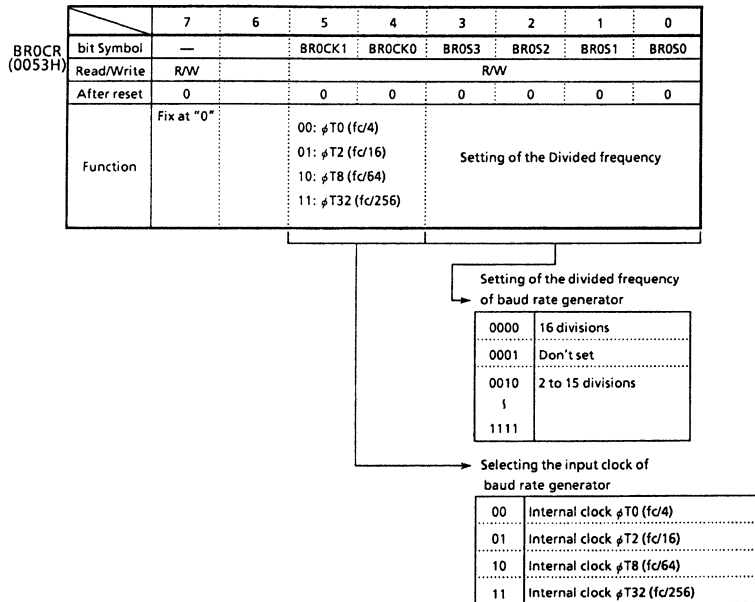 7 6 5 4 3 2 1 0
BR0CR (0053H)
bit Symbol — BR0CK1 BR0CK0 BR0S3 BR0S2 BR0S1 BR0S0
Read/Write R/W R/W
After reset 0 0 0 0 0 0 0
Function
Fix at "0"
00: φT0 (fc/4)
01: φT2 (fc/16)
10: φT8 (fc/64)
11: φT32 (fc/256)
Setting of the Divided frequency
Setting of the divided frequency
of baud rate generator
0000 16 divisions
0001 Don't set
0010 2 to 15 divisions
∫
1111
Selecting the input clock of
baud rate generator
00 Internal clock φT0 (fc/4)
01 Internal clock φT2 (fc/16)
10 Internal clock φT8 (fc/64)
11 Internal clock φT32 (fc/256)